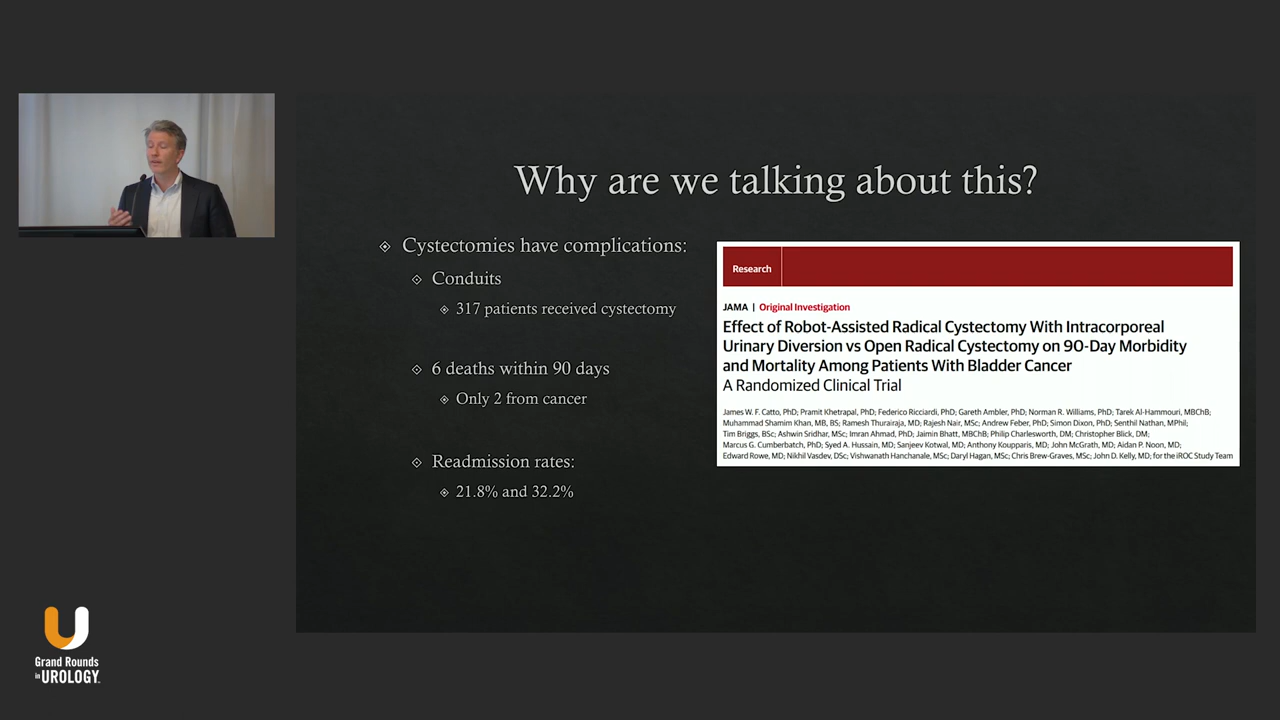 Why are we talking about this?
Cystectomies have complications:
Conduits
317 patients received cystectomy
6 deaths within 90 days
Only 2 from cancer
Readmission rates:
21.8% and 32.2%
Research
JAMA | Original Investigation
Effect of Robot-Assisted Radical Cystectomy With Intracorporeal
Urinary Diversion vs Open Radical Cystectomy on 90-Day Morbidity
and Mortality Among Patients With Bladder Cancer
A Randomized Clinical Trial
James W. F. Catto, PhD; Pramit Khetrapal, PhD; Federico Ricciardi, PhD; Gareth Ambler, PhD; Norman R. Williams, PhD; Tarek Al-Hammouri, MBChB;
Muhammad Shamim Khan, MB, BS; Ramesh Thurairaja, MD; Rajesh Nair, MSc; Andrew Feber, PhD; Simon Dixon, PhD; Senthil Nathan, MPhil;
Tim Briggs, BSc; Ashwin Sridhar, MSc; Imran Ahmad, PhD; Jaimin Bhatt, MBChB; Philip Charlesworth, DM; Christopher Blick, DM;
Marcus G. Cumberbatch, PhD; Syed A. Hussain, MD; Sanjeev Kotwal, MD; Anthony Koupparis, MD; John McGrath, MD; Aidan P. Noon, MD;
Edward Rowe, MD; Nikhil Vasdev, DSc; Vishwanath Hanchanale, MSc; Daryl Hagan, MSc; Chris Brew-Graves, MSc; John D. Kelly, MD; for the iROC Study Team
Grand Rounds
in UROLOGY